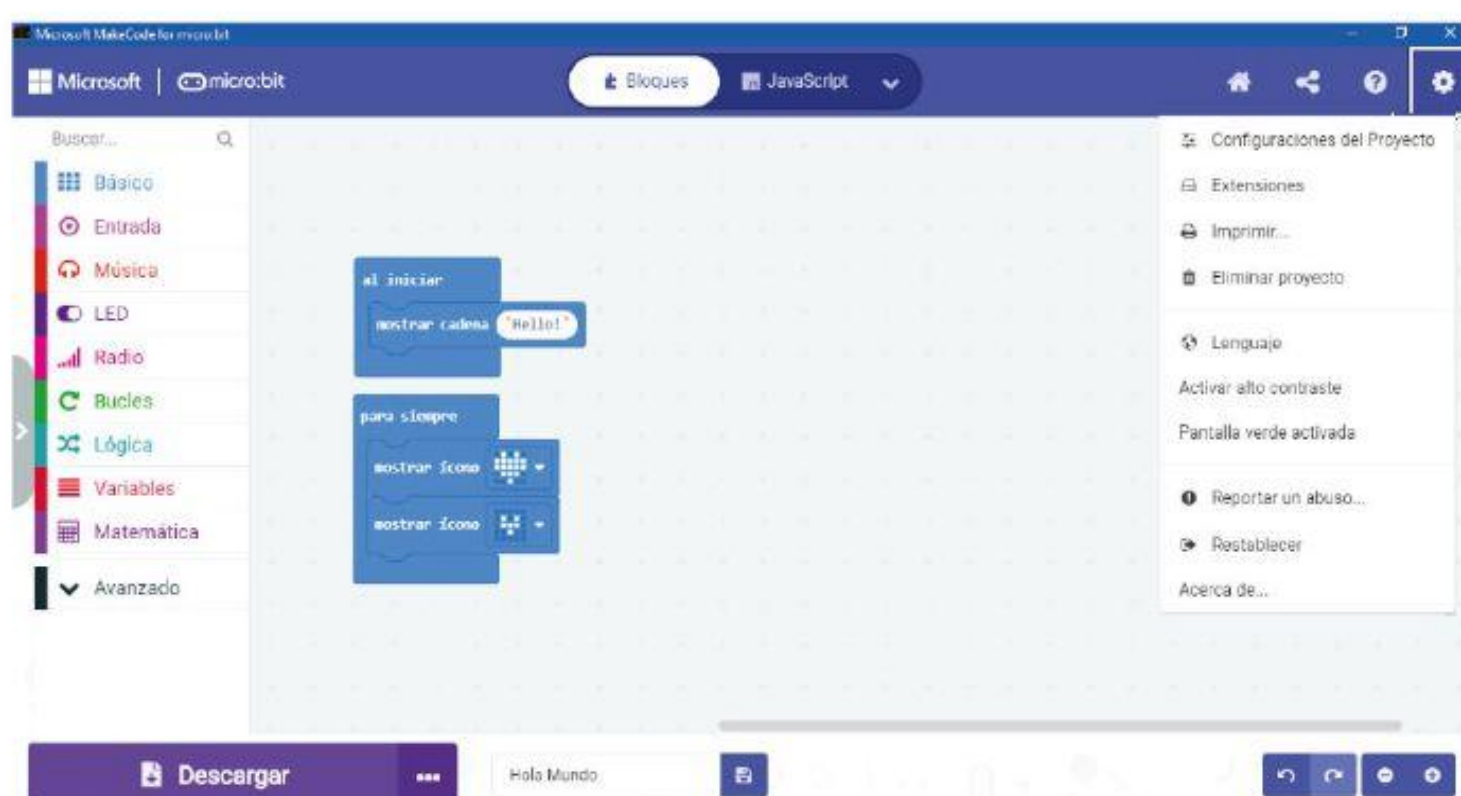 Microsoft MakeCode for micro:bit
Microsoft | micro:bit
Bloques
JavaScript
Buscar...
Básico
Entrada
Música
LED
Radio
Bucles
Lógica
Variables
Matemática
Avanzado
al iniciar
mostrar cadena "Hello!"
para siempre
mostrar ícono
mostrar ícono
Configuraciones del Proyecto
Extensiones
Imprimir...
Eliminar proyecto
Lenguaje
Activar alto contraste
Pantalla verde activada
Reportar un abuso...
Restablecer
Acerca de...
Descargar
Hola Mundo